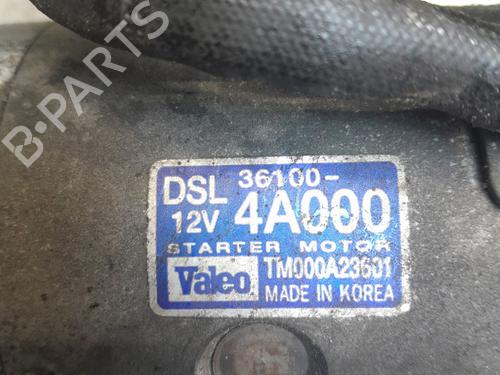 B-PARTS
DSL 36100-
12V 4A000
STARTER MOTOR
Valeo TM000A23601
MADE IN KOREA